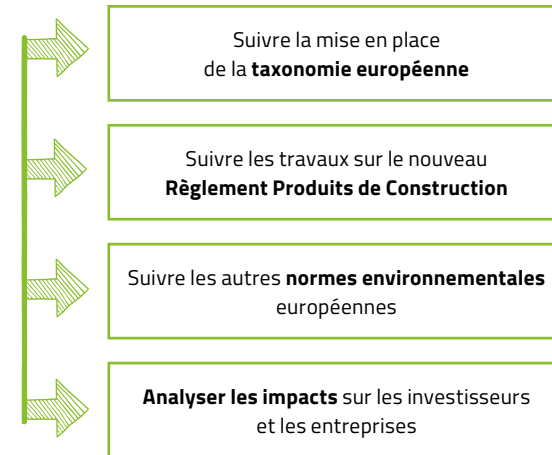 Suivre la mise en place
de la taxonomie européenne
Suivre les travaux sur le nouveau
Règlement Produits de Construction
Suivre les autres normes environnementales
européennes
Analyser les impacts sur les investisseurs
et les entreprises